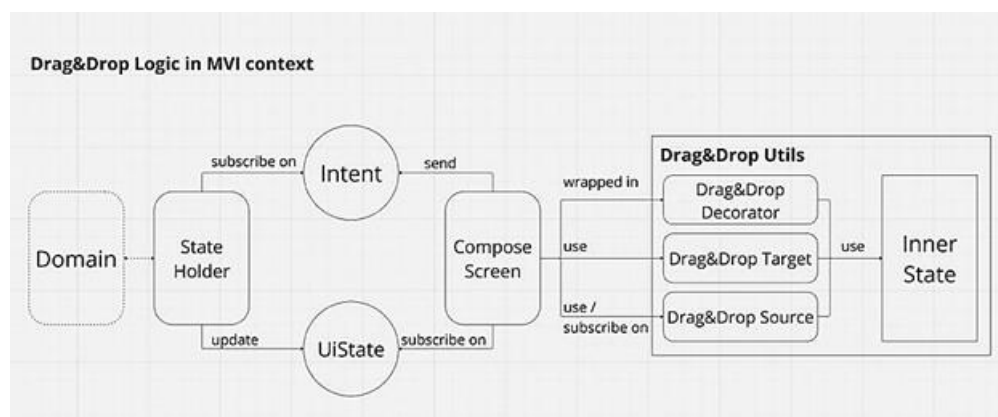 Drag&Drop Logic in MVI context
Domain
State
Holder
subscribe on
Intent
send
update
UiState
subscribe on
Compose
Screen
wrapped in
use
use /
subscribe on
Drag&Drop Utils
Drag&Drop
Decorator
Drag&Drop Target
Drag&Drop Source
use
Inner
State